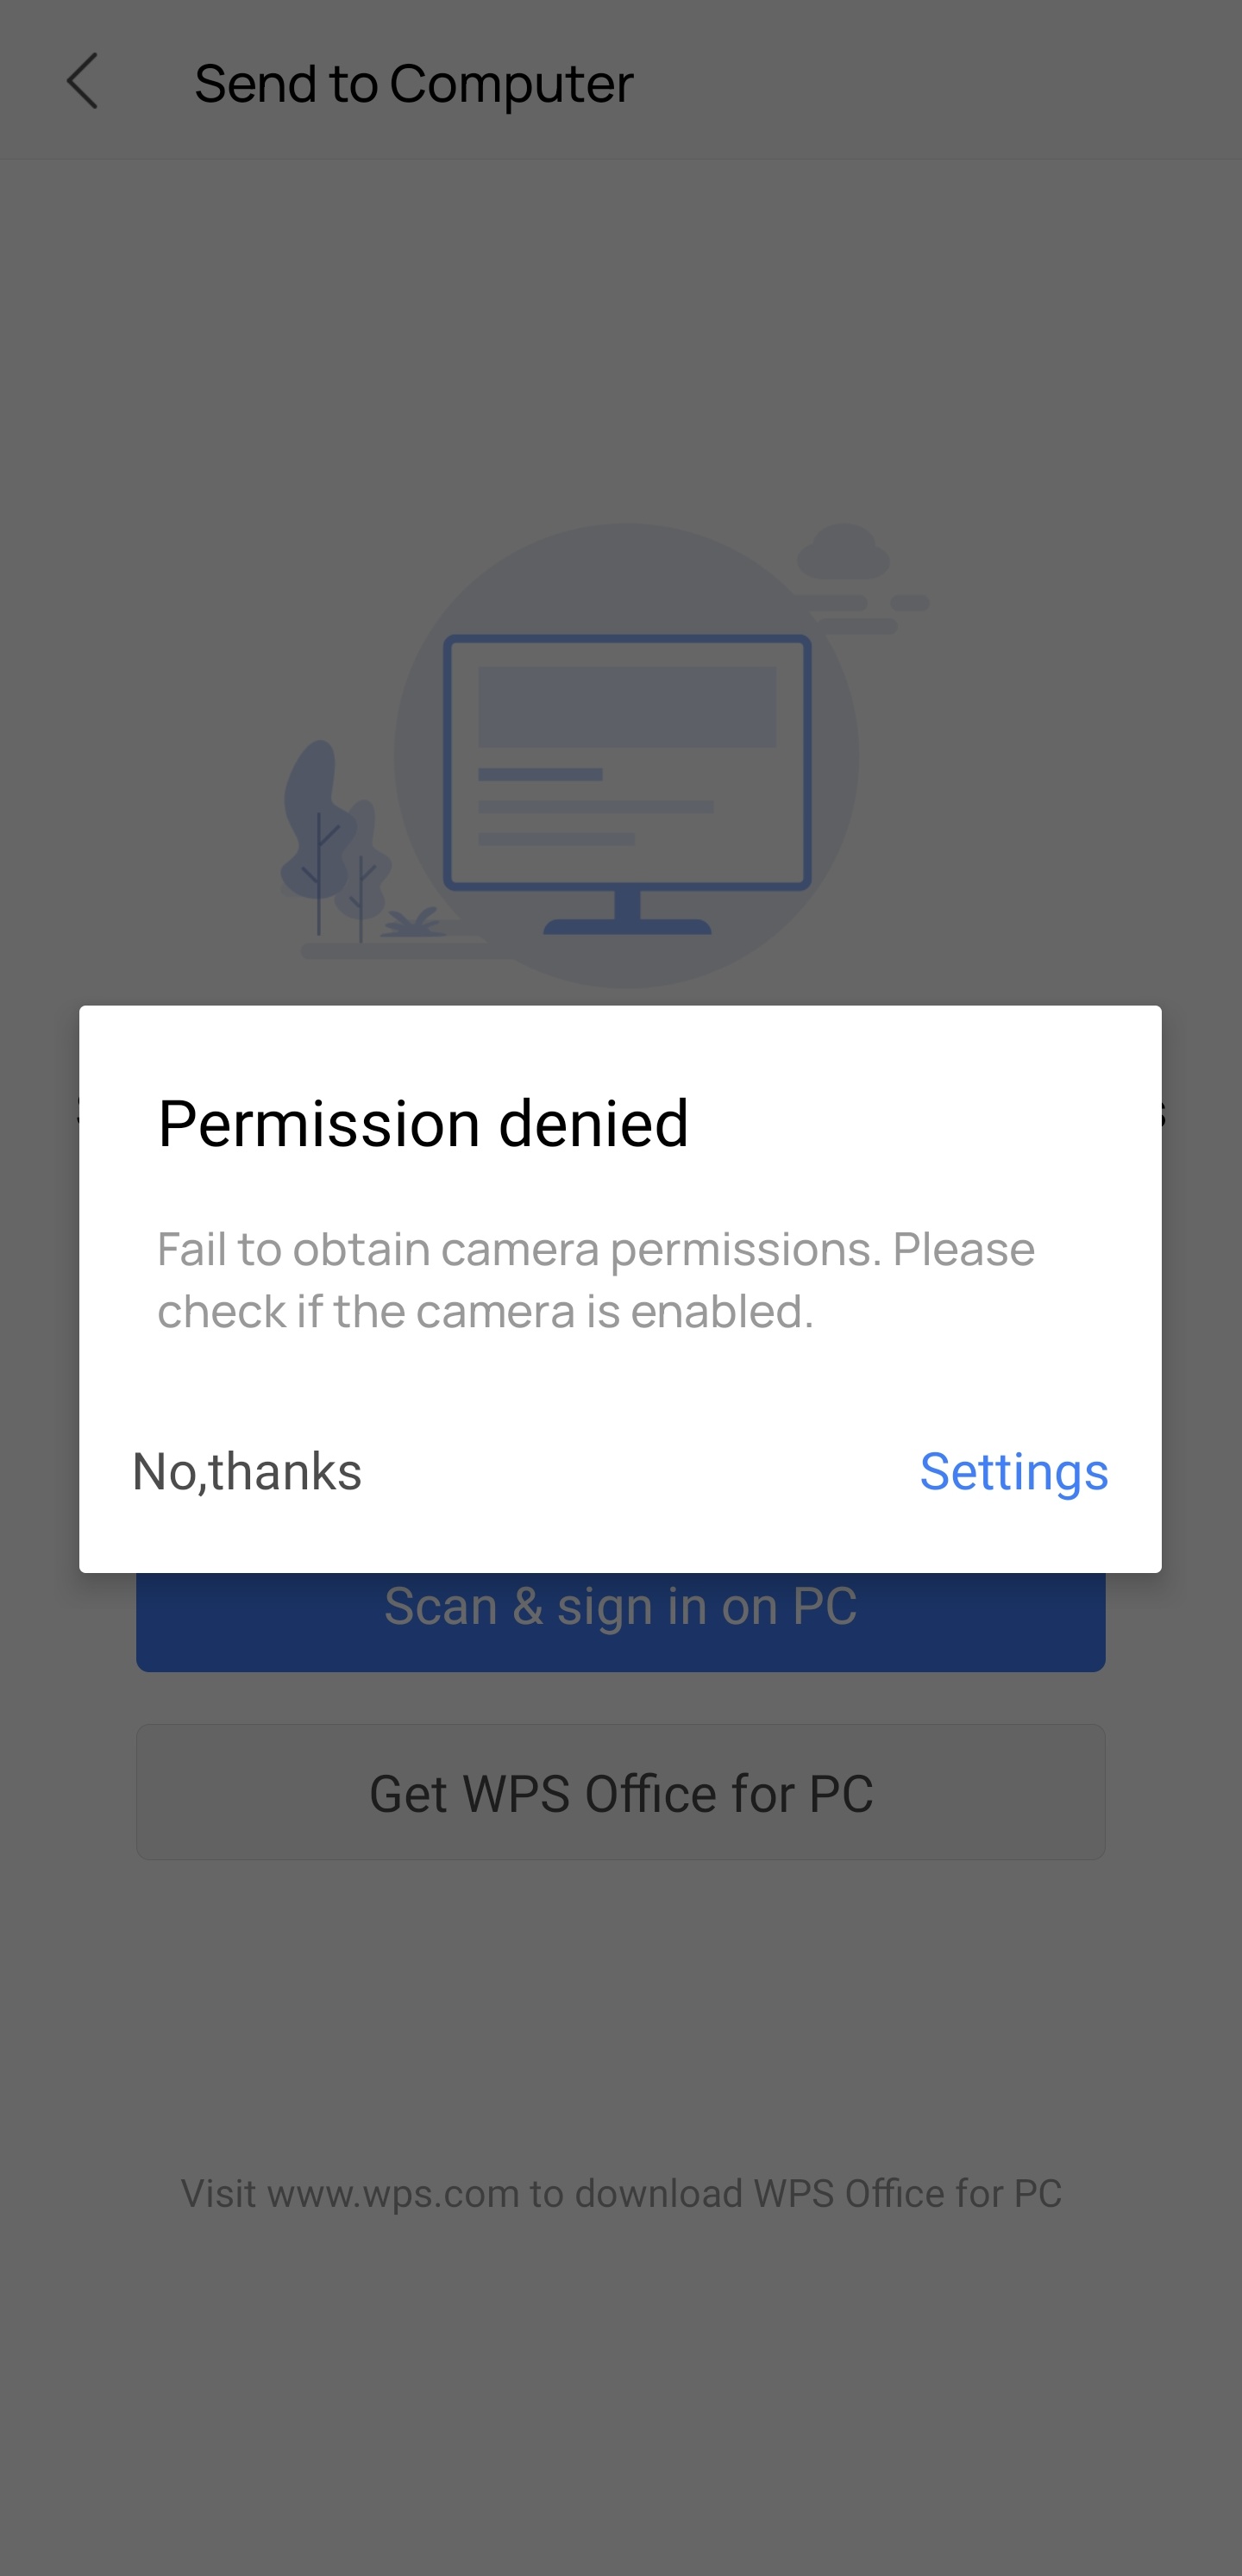 Send to Computer
Permission denied
Fail to obtain camera permissions. Please
check if the camera is enabled.
No,thanks
Settings
Scan & sign in on PC
Get WPS Office for PC
Visit www.wps.com to download WPS Office for PC